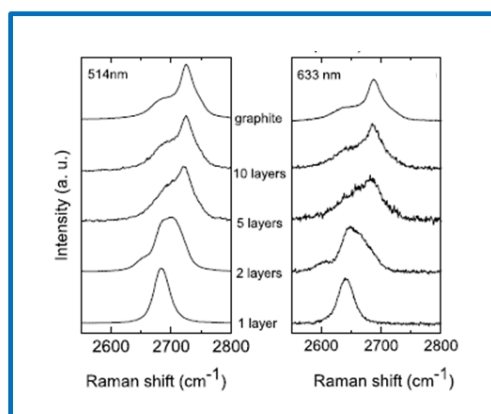 514nm
633 nm
graphite
10 layers
5 layers
2 layers
1 layer
Intensity (a. u.)
2600 2700 2800
2600 2700 2800
Raman shift (cm-1)
Raman shift (cm-1)